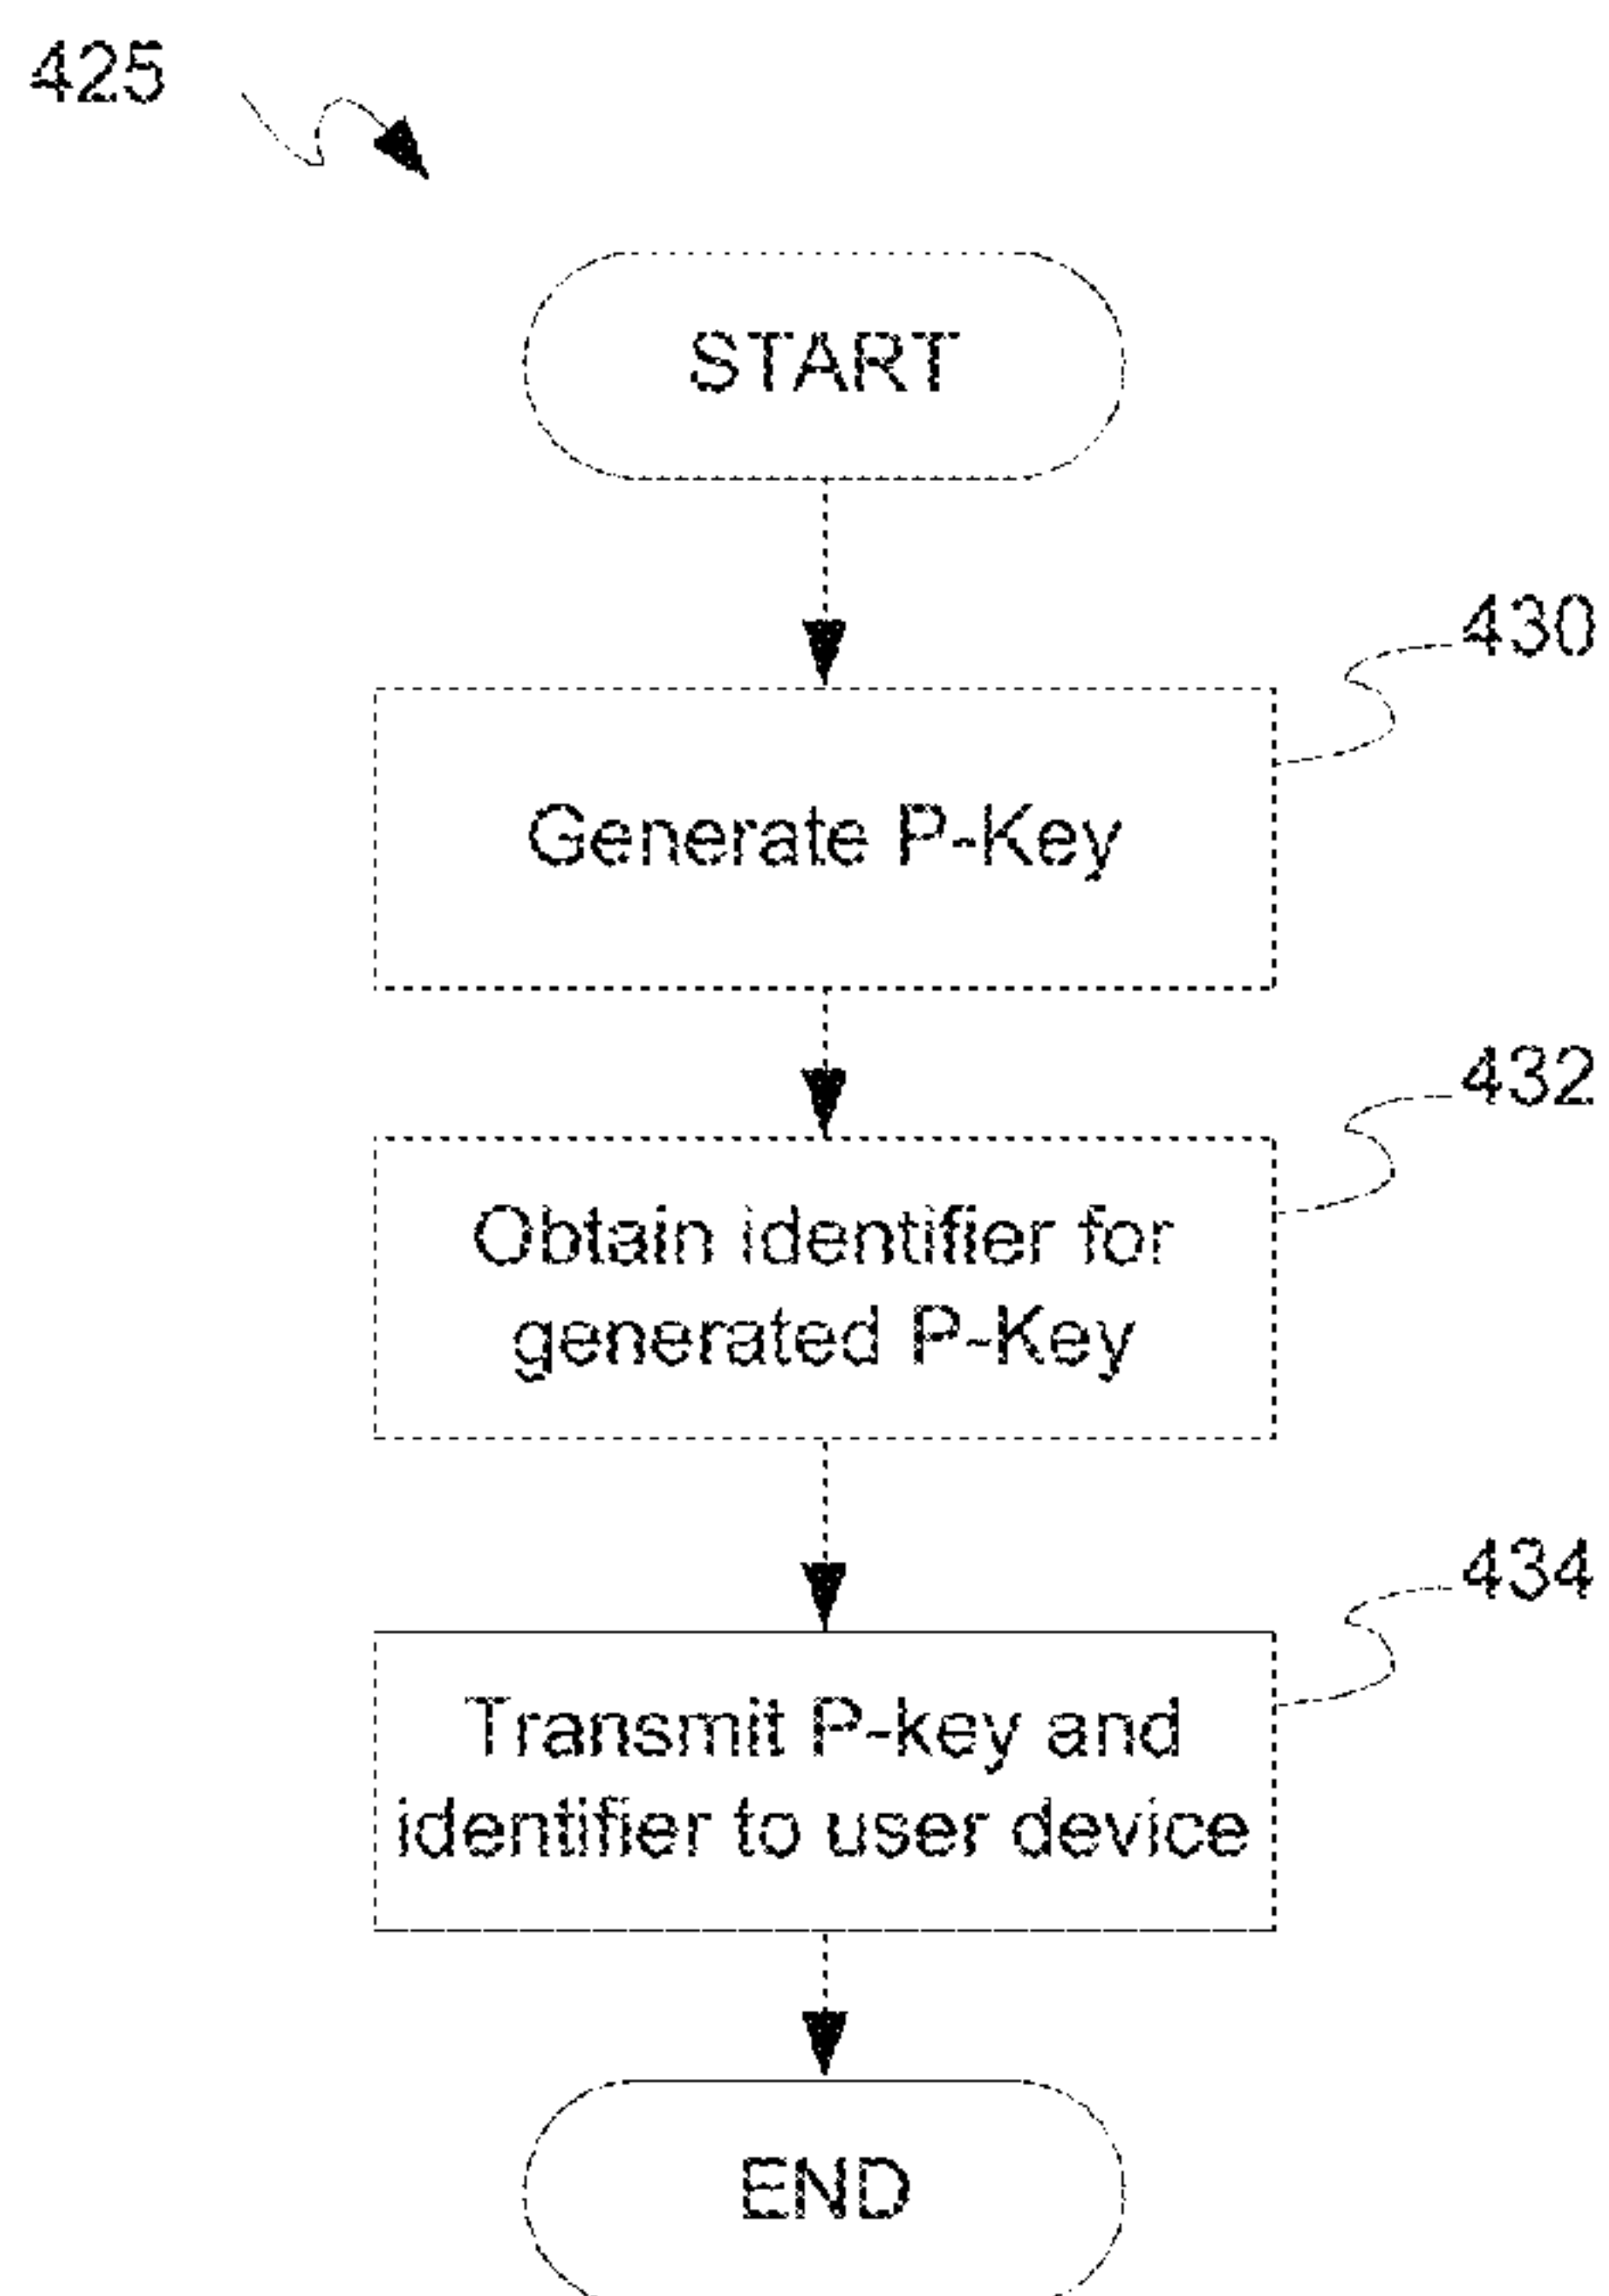 425
START
430
Generate P-Key
432
Obtain identifier for
generated P-Key
434
Transmit P-key and
identifier to user device
END